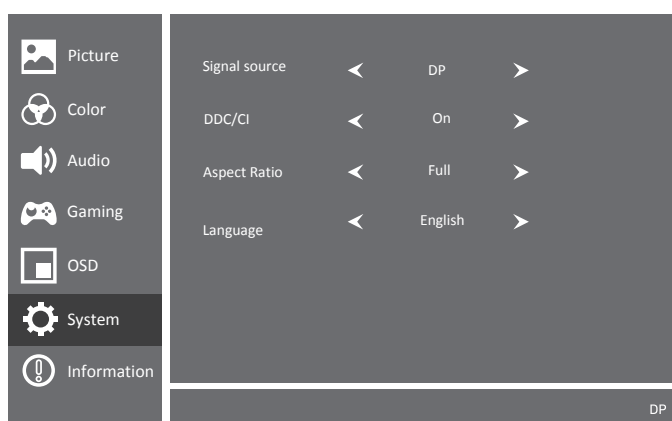 Picture
Color
Audio
Gaming
OSD
System
Information
Signal source DP
DDC/CI On
Aspect Ratio Full
Language English
DP